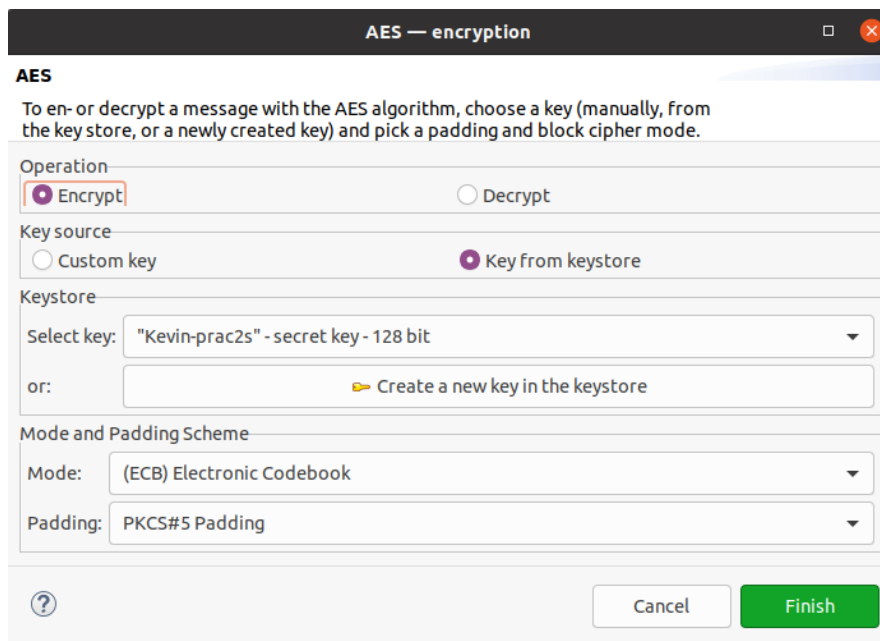 AES — encryption
AES
To en- or decrypt a message with the AES algorithm, choose a key (manually, from
the key store, or a newly created key) and pick a padding and block cipher mode.
Operation
Encrypt Decrypt
Key source
Custom key Key from keystore
Keystore
Select key: "Kevin-prac2s" - secret key - 128 bit
or: Create a new key in the keystore
Mode and Padding Scheme
Mode: (ECB) Electronic Codebook
Padding: PKCS#5 Padding
? Cancel Finish